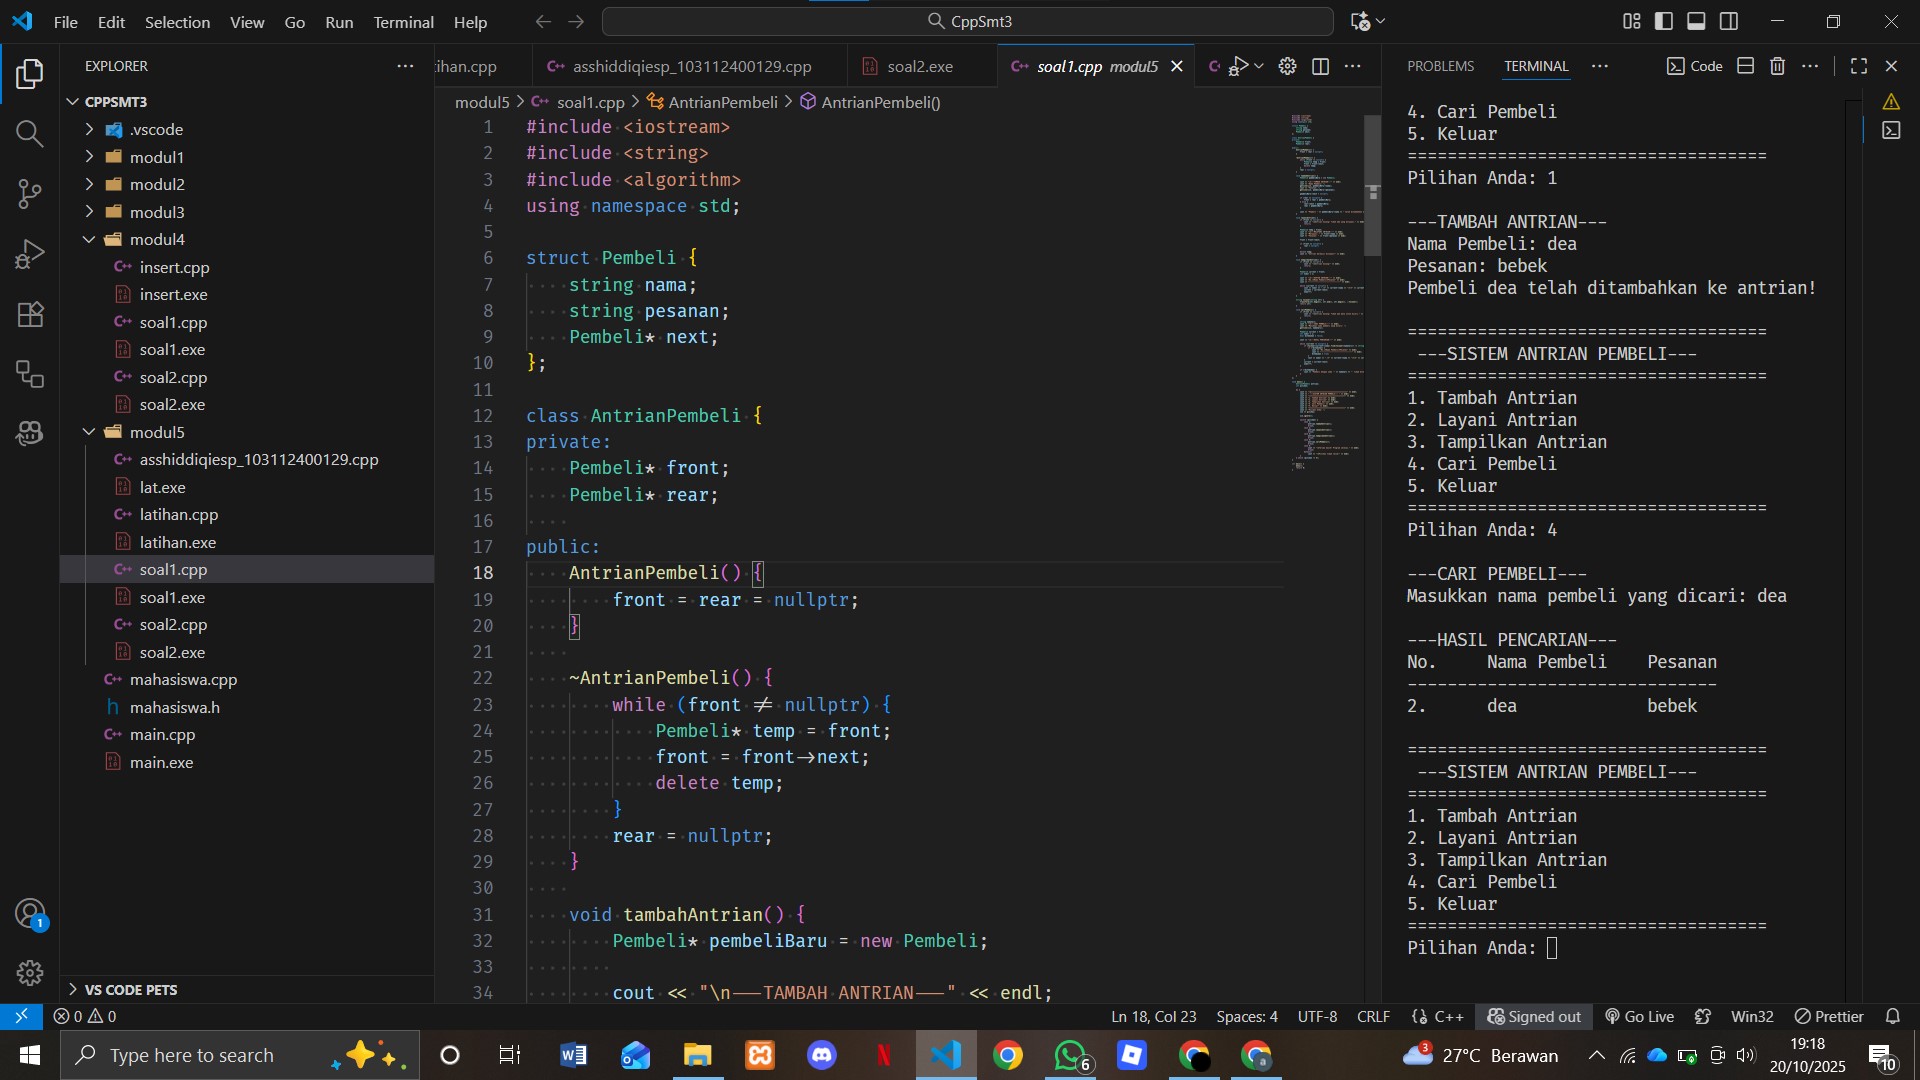 File Edit Selection View Go Run Terminal Help
CppSmt3
EXPLORER
CPPSMT3
.vscode
modul1
modul2
modul3
modul4
insert.cpp
insert.exe
soal1.cpp
soal1.exe
soal2.cpp
soal2.exe
modul5
asshiddiqiesp_103112400129.cpp
lat.exe
latihan.cpp
latihan.exe
soal1.cpp
soal1.exe
soal2.cpp
soal2.exe
mahasiswa.cpp
mahasiswa.h
main.cpp
main.exe
VS CODE PETS
ihan.cpp asshiddiqiesp_103112400129.cpp soal2.exe soal1.cpp modul5
modul5 > soal1.cpp > AntrianPembeli > AntrianPembeli()
1 #include <iostream>
2 #include <string>
3 #include <algorithm>
4 using namespace std;
5
6 struct Pembeli {
7 string nama;
8 string pesanan;
9 Pembeli* next;
10 };
11
12 class AntrianPembeli {
13 private:
14 Pembeli* front;
15 Pembeli* rear;
16
17 public:
18 AntrianPembeli() {
19 front = rear = nullptr;
20 }
21
22 ~AntrianPembeli() {
23 while (front != nullptr) {
24 Pembeli* temp = front;
25 front = front->next;
26 delete temp;
27 }
28 rear = nullptr;
29 }
30
31 void tambahAntrian() {
32 Pembeli* pembeliBaru = new Pembeli;
33
34 cout << "\n---TAMBAH ANTRIAN---" << endl;
PROBLEMS TERMINAL Code
4. Cari Pembeli
5. Keluar
====================================
Pilihan Anda: 1
---TAMBAH ANTRIAN---
Nama Pembeli: dea
Pesanan: bebek
Pembeli dea telah ditambahkan ke antrian!
====================================
---SISTEM ANTRIAN PEMBELI---
====================================
1. Tambah Antrian
2. Layani Antrian
3. Tampilkan Antrian
4. Cari Pembeli
5. Keluar
====================================
Pilihan Anda: 4
---CARI PEMBELI---
Masukkan nama pembeli yang dicari: dea
---HASIL PENCARIAN---
No. Nama Pembeli Pesanan
-------------------------------
2. dea bebek
====================================
---SISTEM ANTRIAN PEMBELI---
====================================
1. Tambah Antrian
2. Layani Antrian
3. Tampilkan Antrian
4. Cari Pembeli
5. Keluar
====================================
Pilihan Anda:
0 0 Ln 18, Col 23 Spaces: 4 UTF-8 CRLF {} C++ Signed out Go Live Win32 Prettier
1
Type here to search
6
3
27°C Berawan
19:18
20/10/2025
10